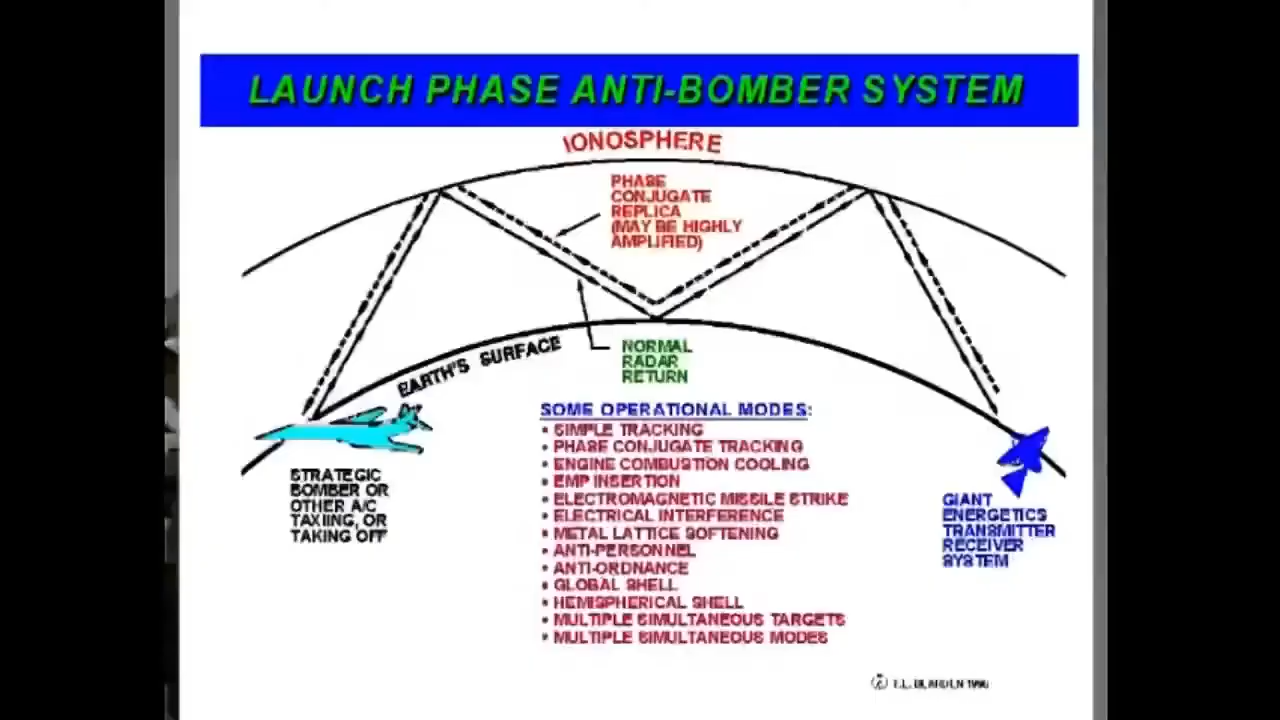 LAUNCH PHASE ANTI-BOMBER SYSTEM
IONOSPHERE
PHASE
CONJUGATE
REPLICA
(MAY BE HIGHLY
AMPLIFIED)
EARTH'S SURFACE
NORMAL
RADAR
RETURN
STRATEGIC
BOMBER OR
OTHER A/C
TAXIING, OR
TAKING OFF
SOME OPERATIONAL MODES:
• SIMPLE TRACKING
• PHASE CONJUGATE TRACKING
• ENGINE COMBUSTION COOLING
• EMP INSERTION
• ELECTROMAGNETIC MISSILE STRIKE
• ELECTRICAL INTERFERENCE
• METAL LATTICE SOFTENING
• ANTI-PERSONNEL
• ANTI-ORDNANCE
• GLOBAL SHELL
• HEMISPHERICAL SHELL
• MULTIPLE SIMULTANEOUS TARGETS
• MULTIPLE SIMULTANEOUS MODES
GIANT
ENERGETICS
TRANSMITTER
RECEIVER
SYSTEM
T.E. BEARDEN